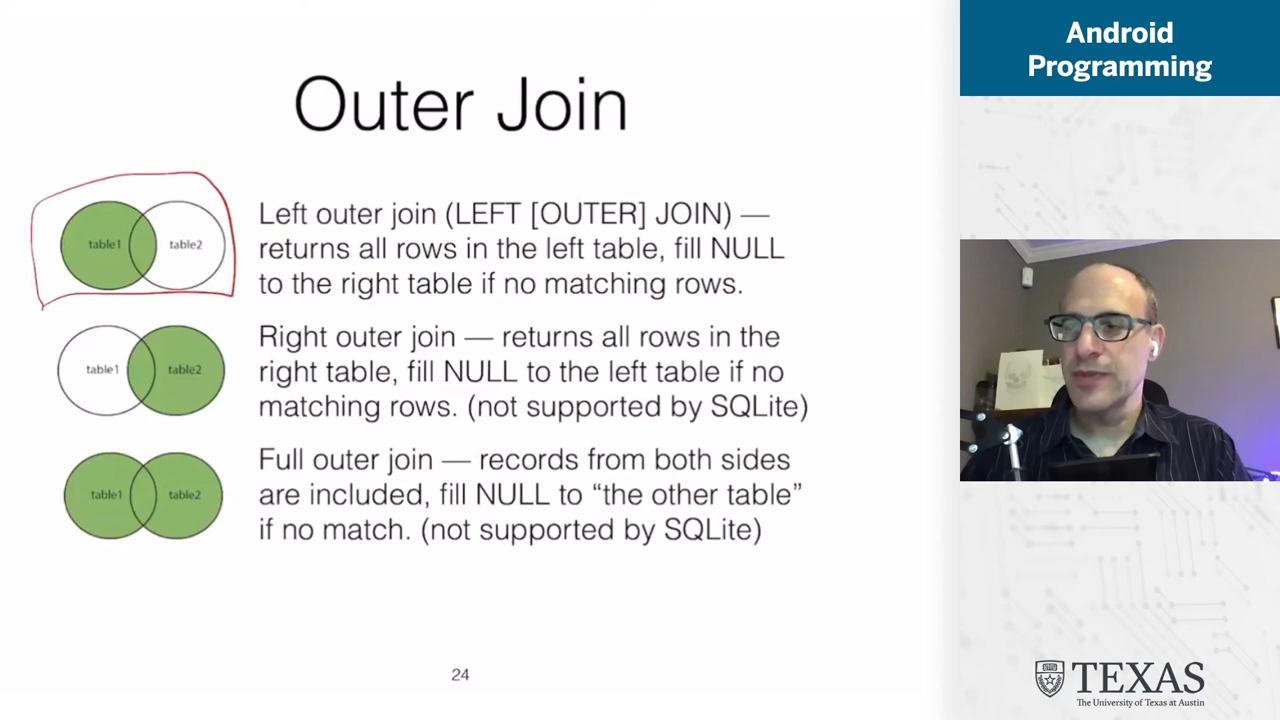 Android
Programming
Outer Join
table1
table2
Left outer join (LEFT [OUTER] JOIN) —
returns all rows in the left table, fill NULL
to the right table if no matching rows.
table1
table2
Right outer join — returns all rows in the
right table, fill NULL to the left table if no
matching rows. (not supported by SQLite)
table1
table2
Full outer join — records from both sides
are included, fill NULL to “the other table”
if no match. (not supported by SQLite)
24
TEXAS
The University of Texas at Austin